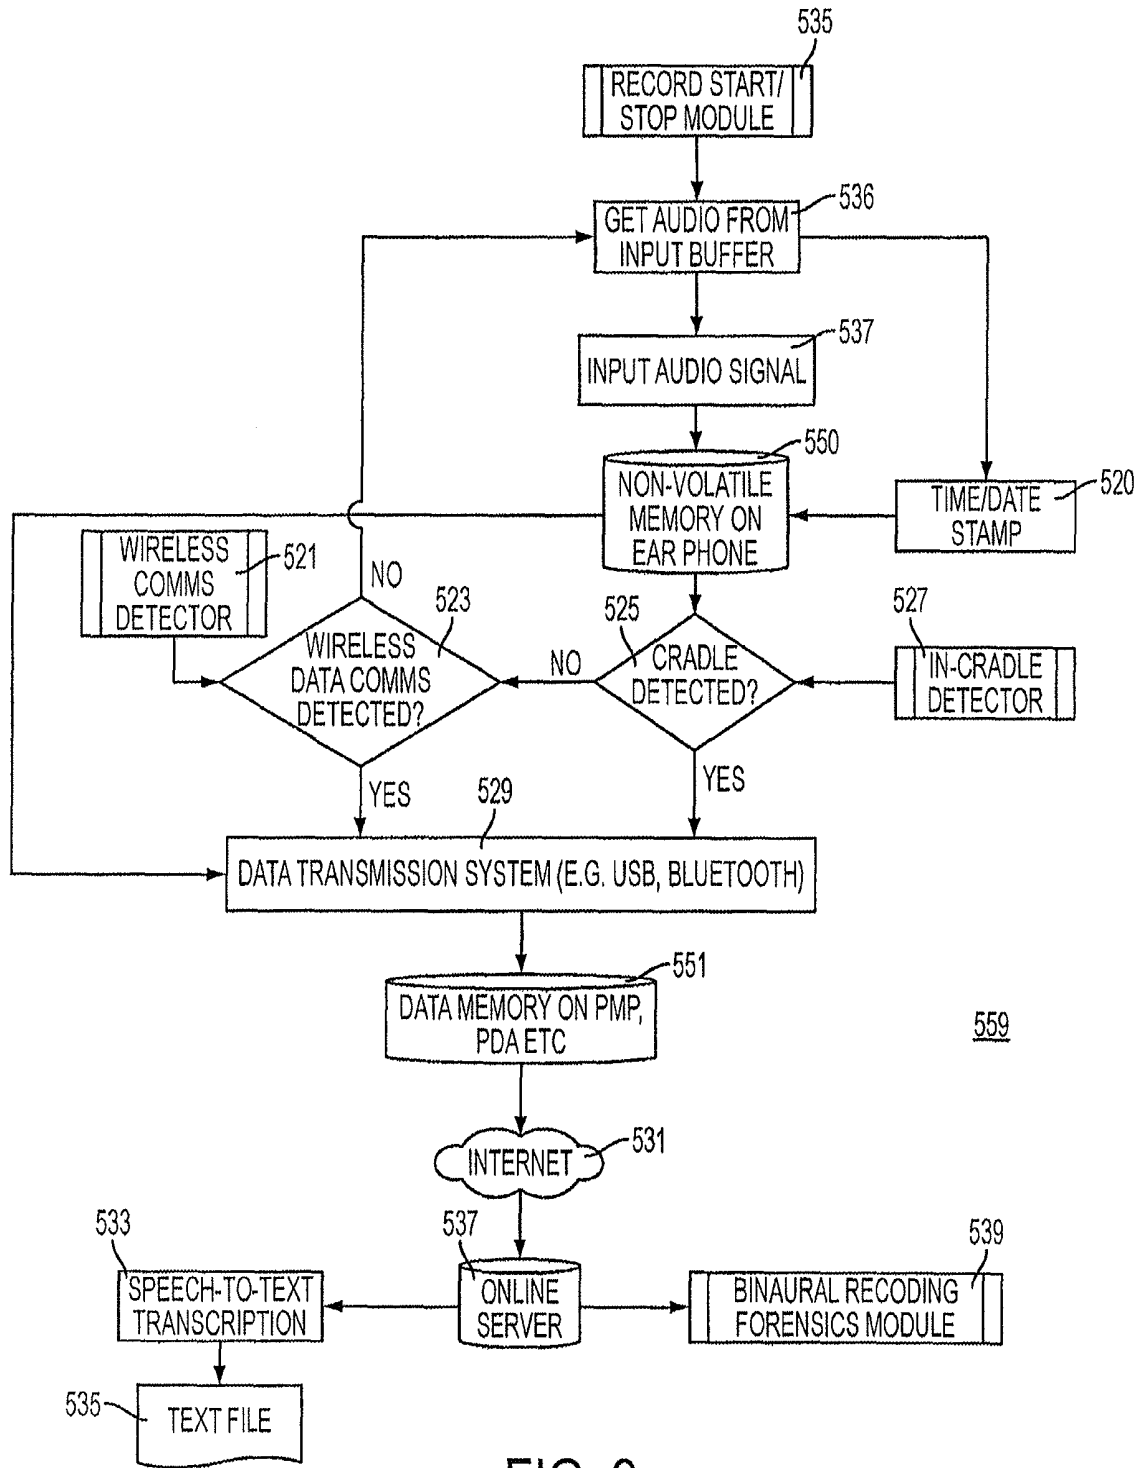 535
RECORD START/
STOP MODULE
536
GET AUDIO FROM
INPUT BUFFER
537
INPUT AUDIO SIGNAL
550
NON-VOLATILE
MEMORY ON
EAR PHONE
520
TIME/DATE
STAMP
WIRELESS
COMMS
DETECTOR
521
NO
523
WIRELESS
DATA COMMS
DETECTED?
NO
525
CRADLE
DETECTED?
527
IN-CRADLE
DETECTOR
YES
YES
529
DATA TRANSMISSION SYSTEM (E.G. USB, BLUETOOTH)
551
DATA MEMORY ON PMP,
PDA ETC
559
531
INTERNET
533
SPEECH-TO-TEXT
TRANSCRIPTION
537
ONLINE
SERVER
539
BINAURAL RECODING
FORENSICS MODULE
535
TEXT FILE